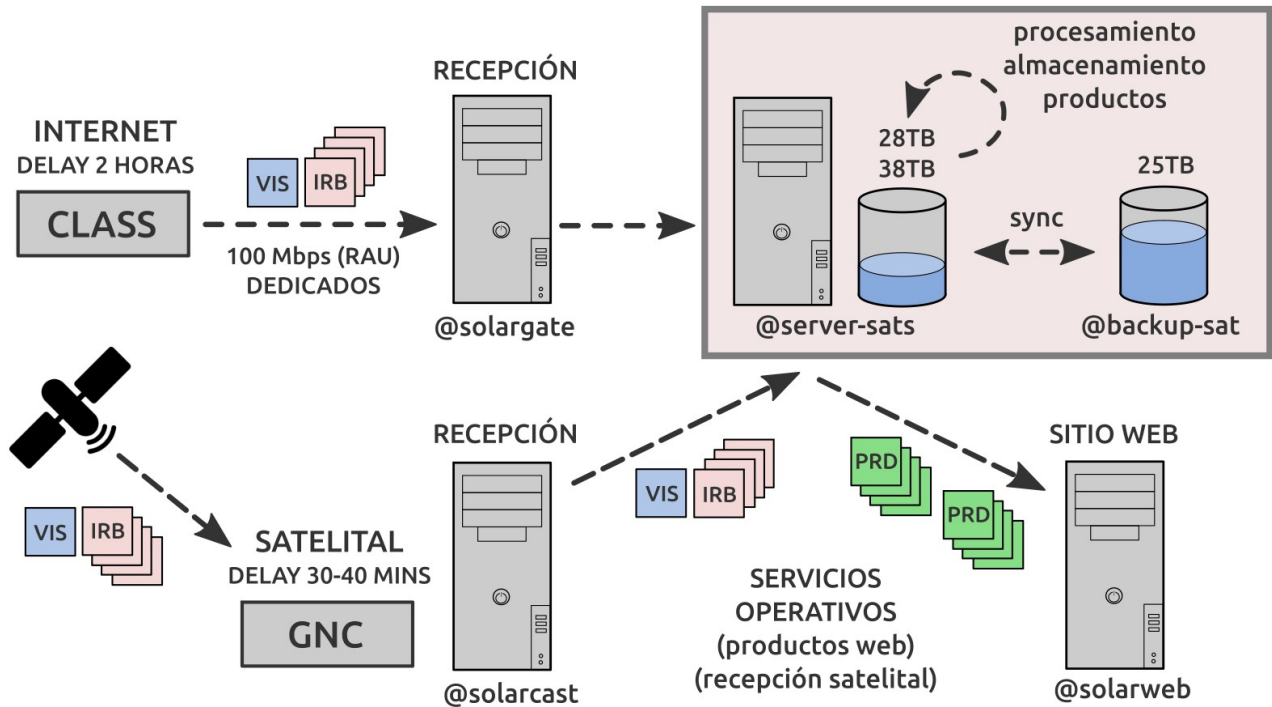 INTERNET
DELAY 2 HORAS
CLASS
VIS
IRB
100 Mbps (RAU)
DEDICADOS
RECEPCIÓN
@solargate
procesamiento
almacenamiento
productos
28TB
38TB
@server-sats
sync
25TB
@backup-sat
VIS
IRB
SATELITAL
DELAY 30-40 MINS
GNC
RECEPCIÓN
@solarcast
VIS
IRB
PRD
PRD
SERVICIOS
OPERATIVOS
(productos web)
(recepción satelital)
SITIO WEB
@solarweb